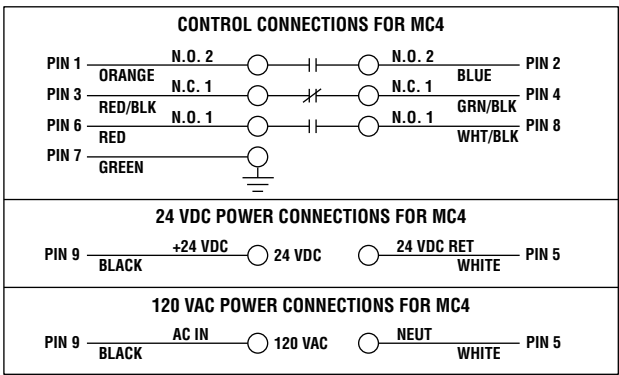 CONTROL CONNECTIONS FOR MC4
PIN 1 N.O. 2 N.O. 2 PIN 2
ORANGE BLUE
PIN 3 N.C. 1 N.C. 1 PIN 4
RED/BLK GRN/BLK
PIN 6 N.O. 1 N.O. 1 PIN 8
RED WHT/BLK
PIN 7
GREEN
24 VDC POWER CONNECTIONS FOR MC4
PIN 9 +24 VDC 24 VDC 24 VDC RET PIN 5
BLACK WHITE
120 VAC POWER CONNECTIONS FOR MC4
PIN 9 AC IN 120 VAC NEUT PIN 5
BLACK WHITE